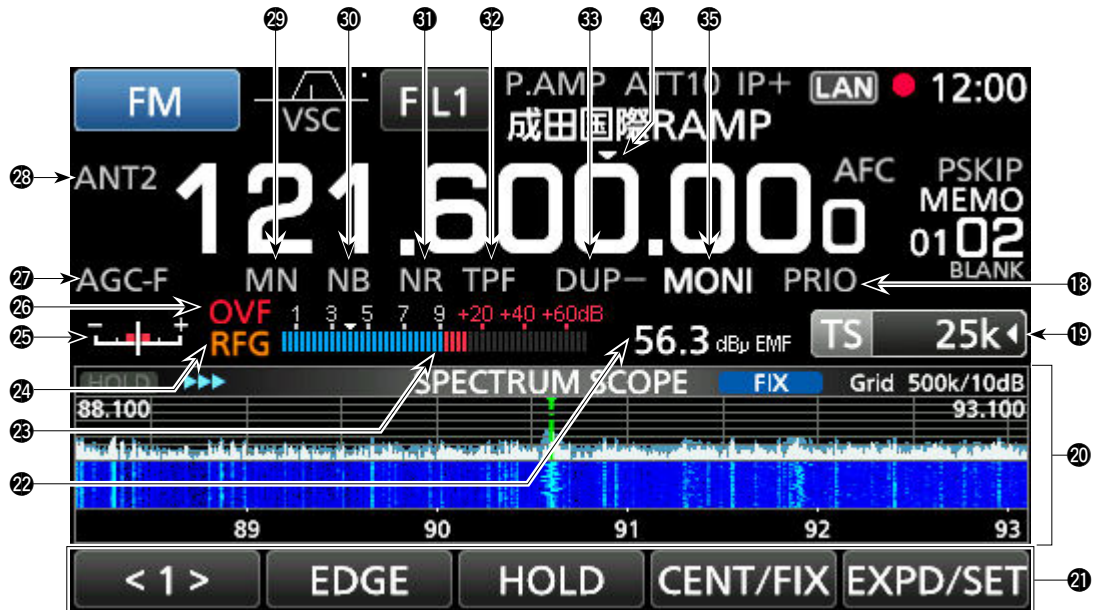 ㉙ ㉚ ㉛ ㉜ ㉝ ㉞ ㉟
FM VSC FIL1 P.AMP ATT10 IP+ LAN 12:00
成田国際RAMP
㉘ ANT2 121.600.000 AFC PSKIP
MEMO
01 02
BLANK
㉗ AGC-F MN NB NR TPF DUP− MONI PRIO ⑱
㉖ OVF 1 3 5 7 9 +20 +40 +60dB
㉕ − +
㉔ RFG 56.3 dBμ EMF TS 25k ⑲
HOLD SPECTRUM SCOPE FIX Grid 500k/10dB
㉓ 88.100 93.100
⑳
㉒
89 90 91 92 93
< 1 > EDGE HOLD CENT/FIX EXPD/SET ㉑